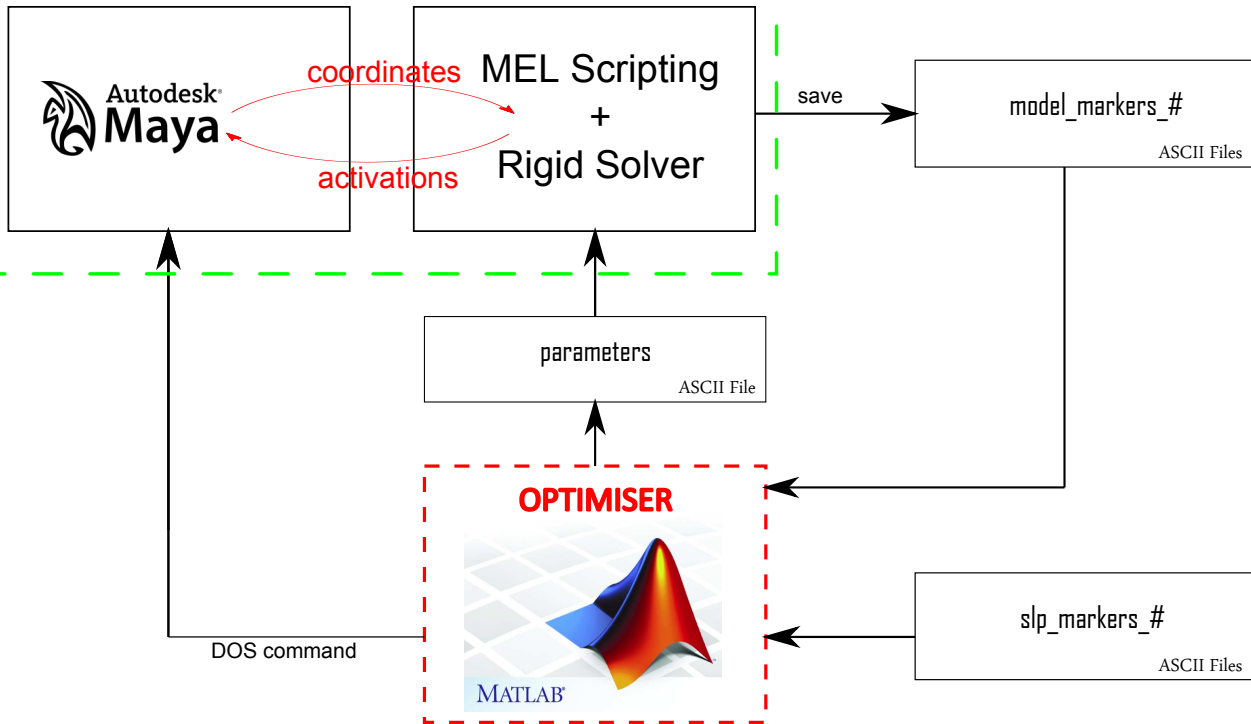 Autodesk®
Maya
coordinates
activations
MEL Scripting
+
Rigid Solver
save
model_markers_#
ASCII Files
parameters
ASCII File
OPTIMISER
MATLAB®
DOS command
slp_markers_#
ASCII Files